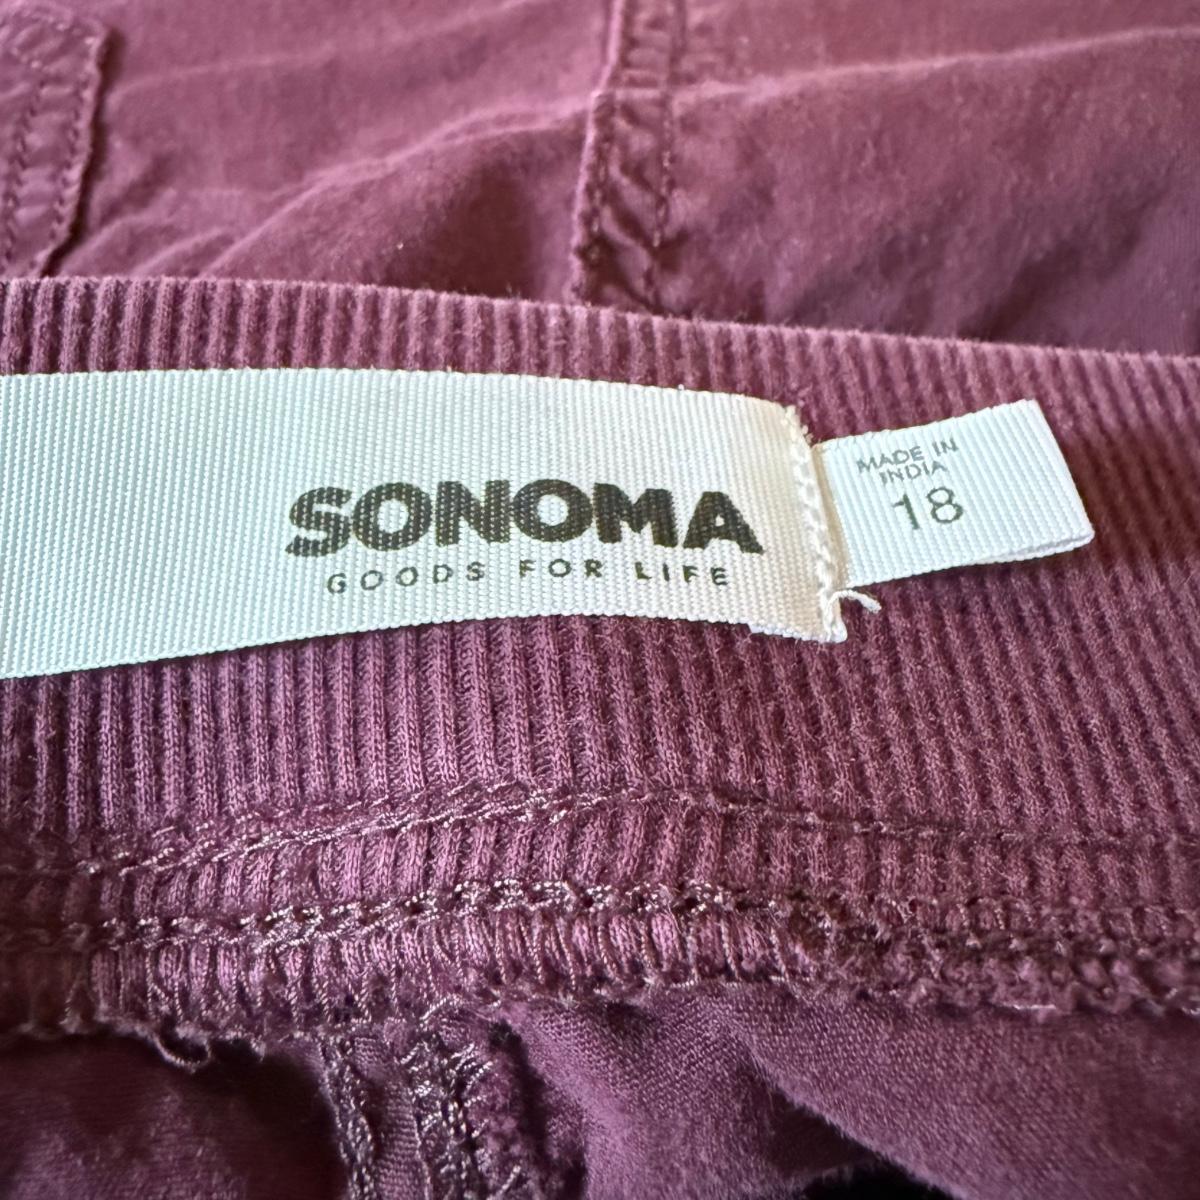 SONOMA
GOODS FOR LIFE
MADE IN
INDIA
18